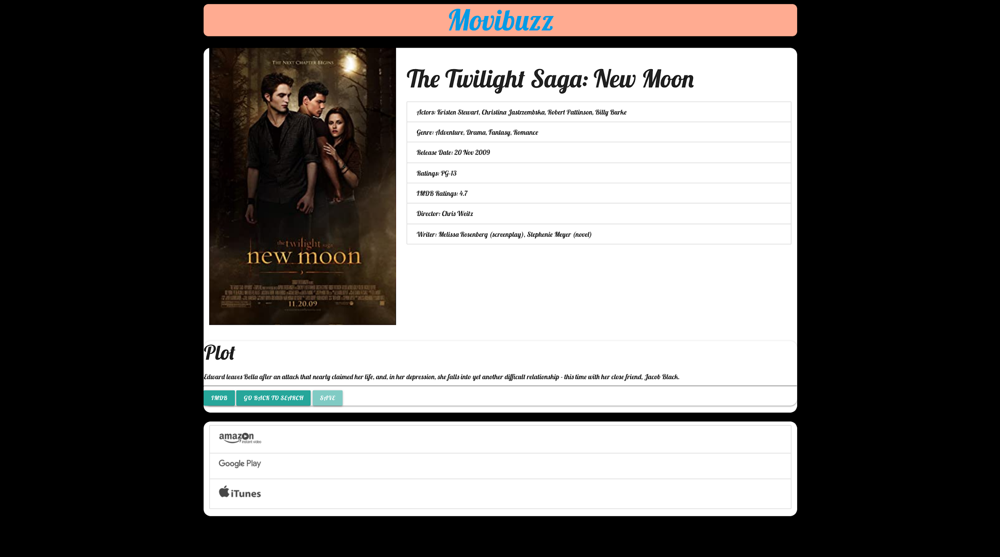 Movibuzz
THE NEXT CHAPTER BEGINS
the twilight saga
new moon
11.20.09
The Twilight Saga: New Moon
Actors: Kristen Stewart, Christina Jastrzembska, Robert Pattinson, Billy Burke
Genre: Adventure, Drama, Fantasy, Romance
Release Date: 20 Nov 2009
Ratings: PG-13
IMDB Ratings: 4.7
Director: Chris Weitz
Writer: Melissa Rosenberg (screenplay), Stephenie Meyer (novel)
Plot
Edward leaves Bella after an attack that nearly claimed her life, and, in her depression, she falls into yet another difficult relationship - this time with her close friend, Jacob Black.
IMDB GO BACK TO SEARCH SAVE
amazon
instant video
Google Play
iTunes